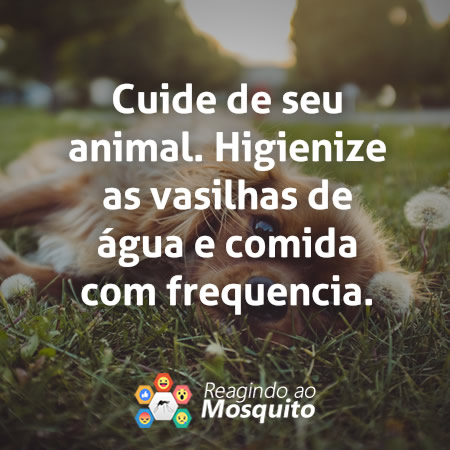 Cuide de seu
animal. Higienize
as vasilhas de
água e comida
com frequencia.
Reagindo ao
Mosquito